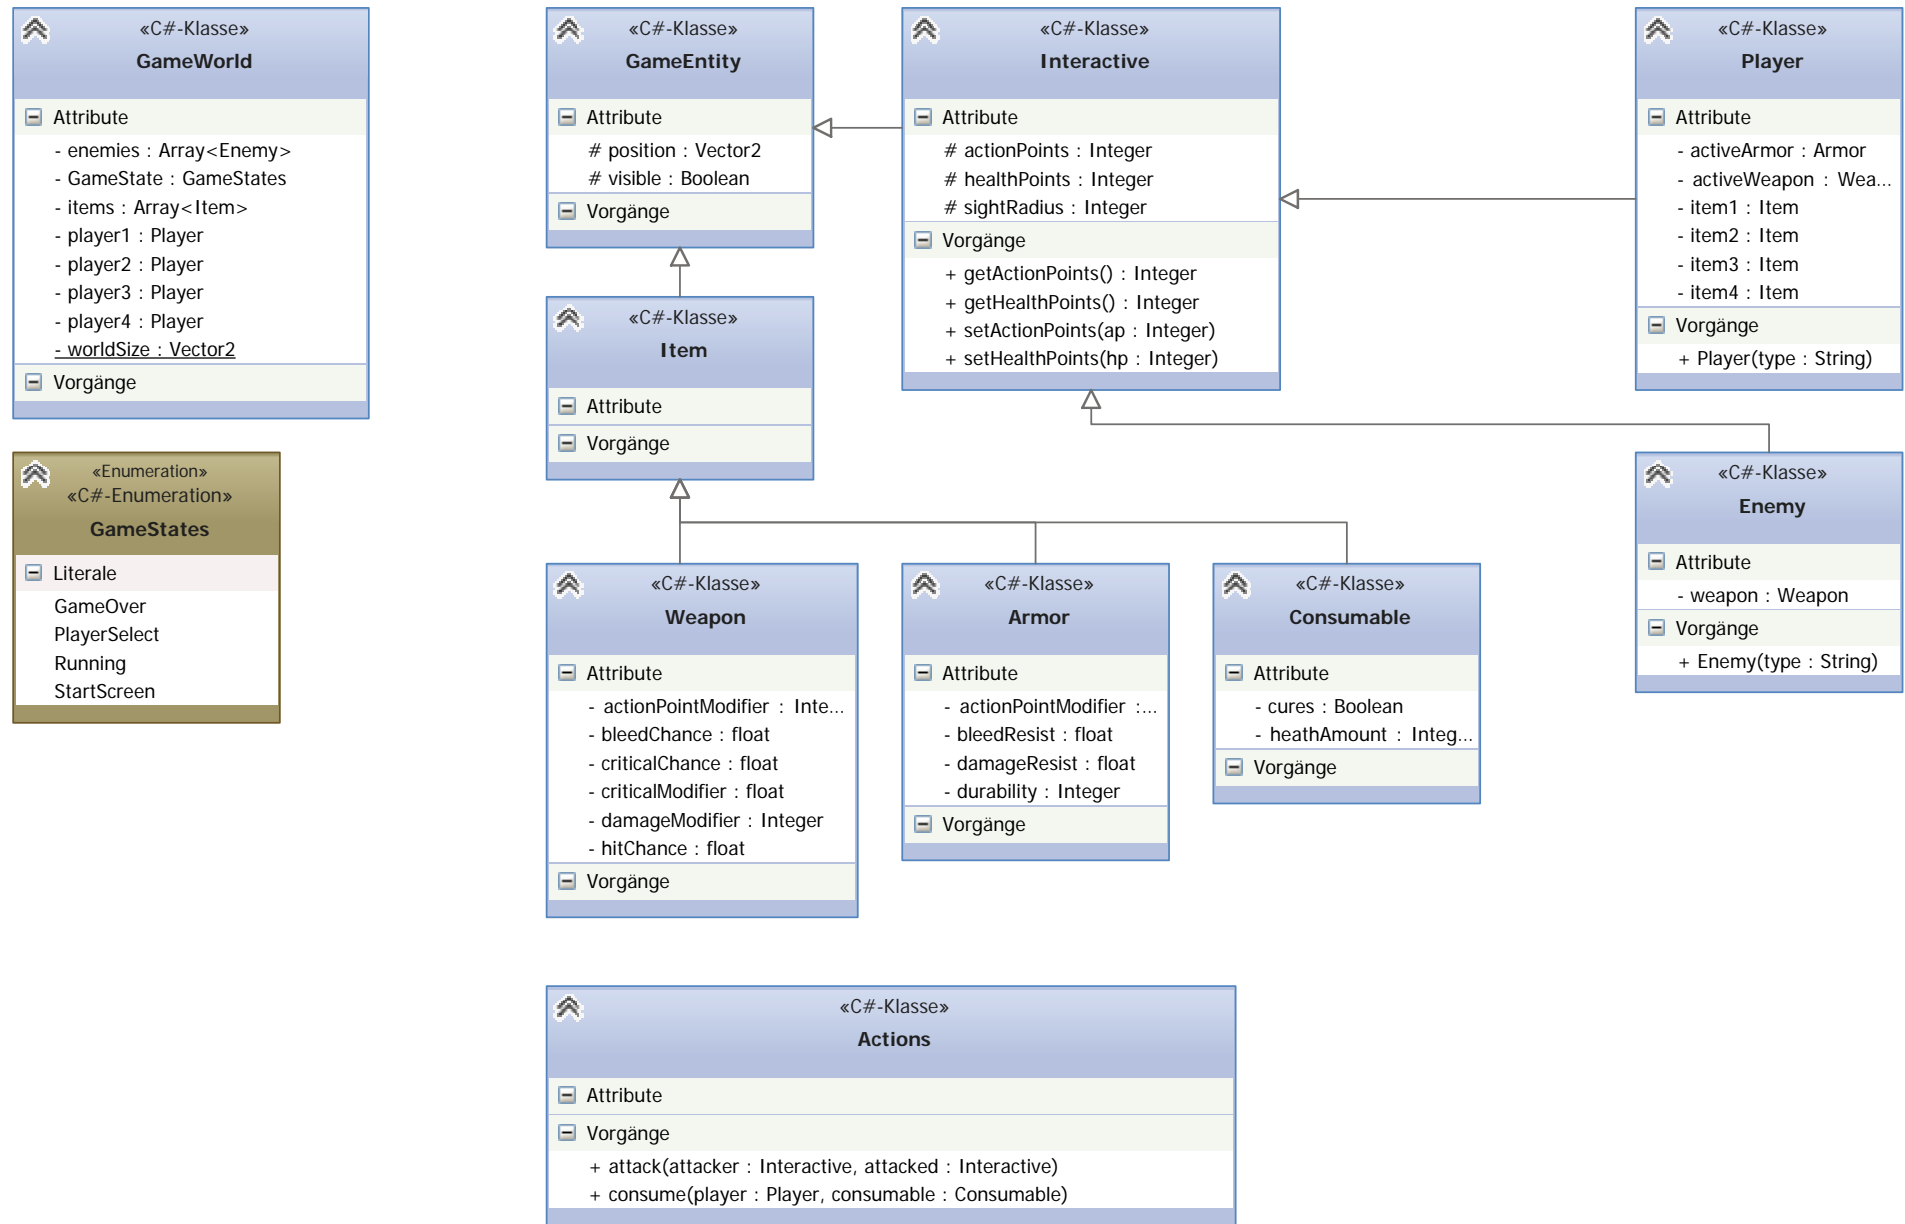 «C#-Klasse»
GameWorld
Attribute
- enemies : Array<Enemy>
- GameState : GameStates
- items : Array<Item>
- player1 : Player
- player2 : Player
- player3 : Player
- player4 : Player
- worldSize : Vector2
Vorgänge
«Enumeration»
«C#-Enumeration»
GameStates
Literale
GameOver
PlayerSelect
Running
StartScreen
«C#-Klasse»
GameEntity
Attribute
# position : Vector2
# visible : Boolean
Vorgänge
«C#-Klasse»
Interactive
Attribute
# actionPoints : Integer
# healthPoints : Integer
# sightRadius : Integer
Vorgänge
+ getActionPoints() : Integer
+ getHealthPoints() : Integer
+ setActionPoints(ap : Integer)
+ setHealthPoints(hp : Integer)
«C#-Klasse»
Player
Attribute
- activeArmor : Armor
- activeWeapon : Wea...
- item1 : Item
- item2 : Item
- item3 : Item
- item4 : Item
Vorgänge
+ Player(type : String)
«C#-Klasse»
Item
Attribute
Vorgänge
«C#-Klasse»
Enemy
Attribute
- weapon : Weapon
Vorgänge
+ Enemy(type : String)
«C#-Klasse»
Weapon
Attribute
- actionPointModifier : Inte...
- bleedChance : float
- criticalChance : float
- criticalModifier : float
- damageModifier : Integer
- hitChance : float
Vorgänge
«C#-Klasse»
Armor
Attribute
- actionPointModifier :...
- bleedResist : float
- damageResist : float
- durability : Integer
Vorgänge
«C#-Klasse»
Consumable
Attribute
- cures : Boolean
- heathAmount : Integ...
Vorgänge
«C#-Klasse»
Actions
Attribute
Vorgänge
+ attack(attacker : Interactive, attacked : Interactive)
+ consume(player : Player, consumable : Consumable)